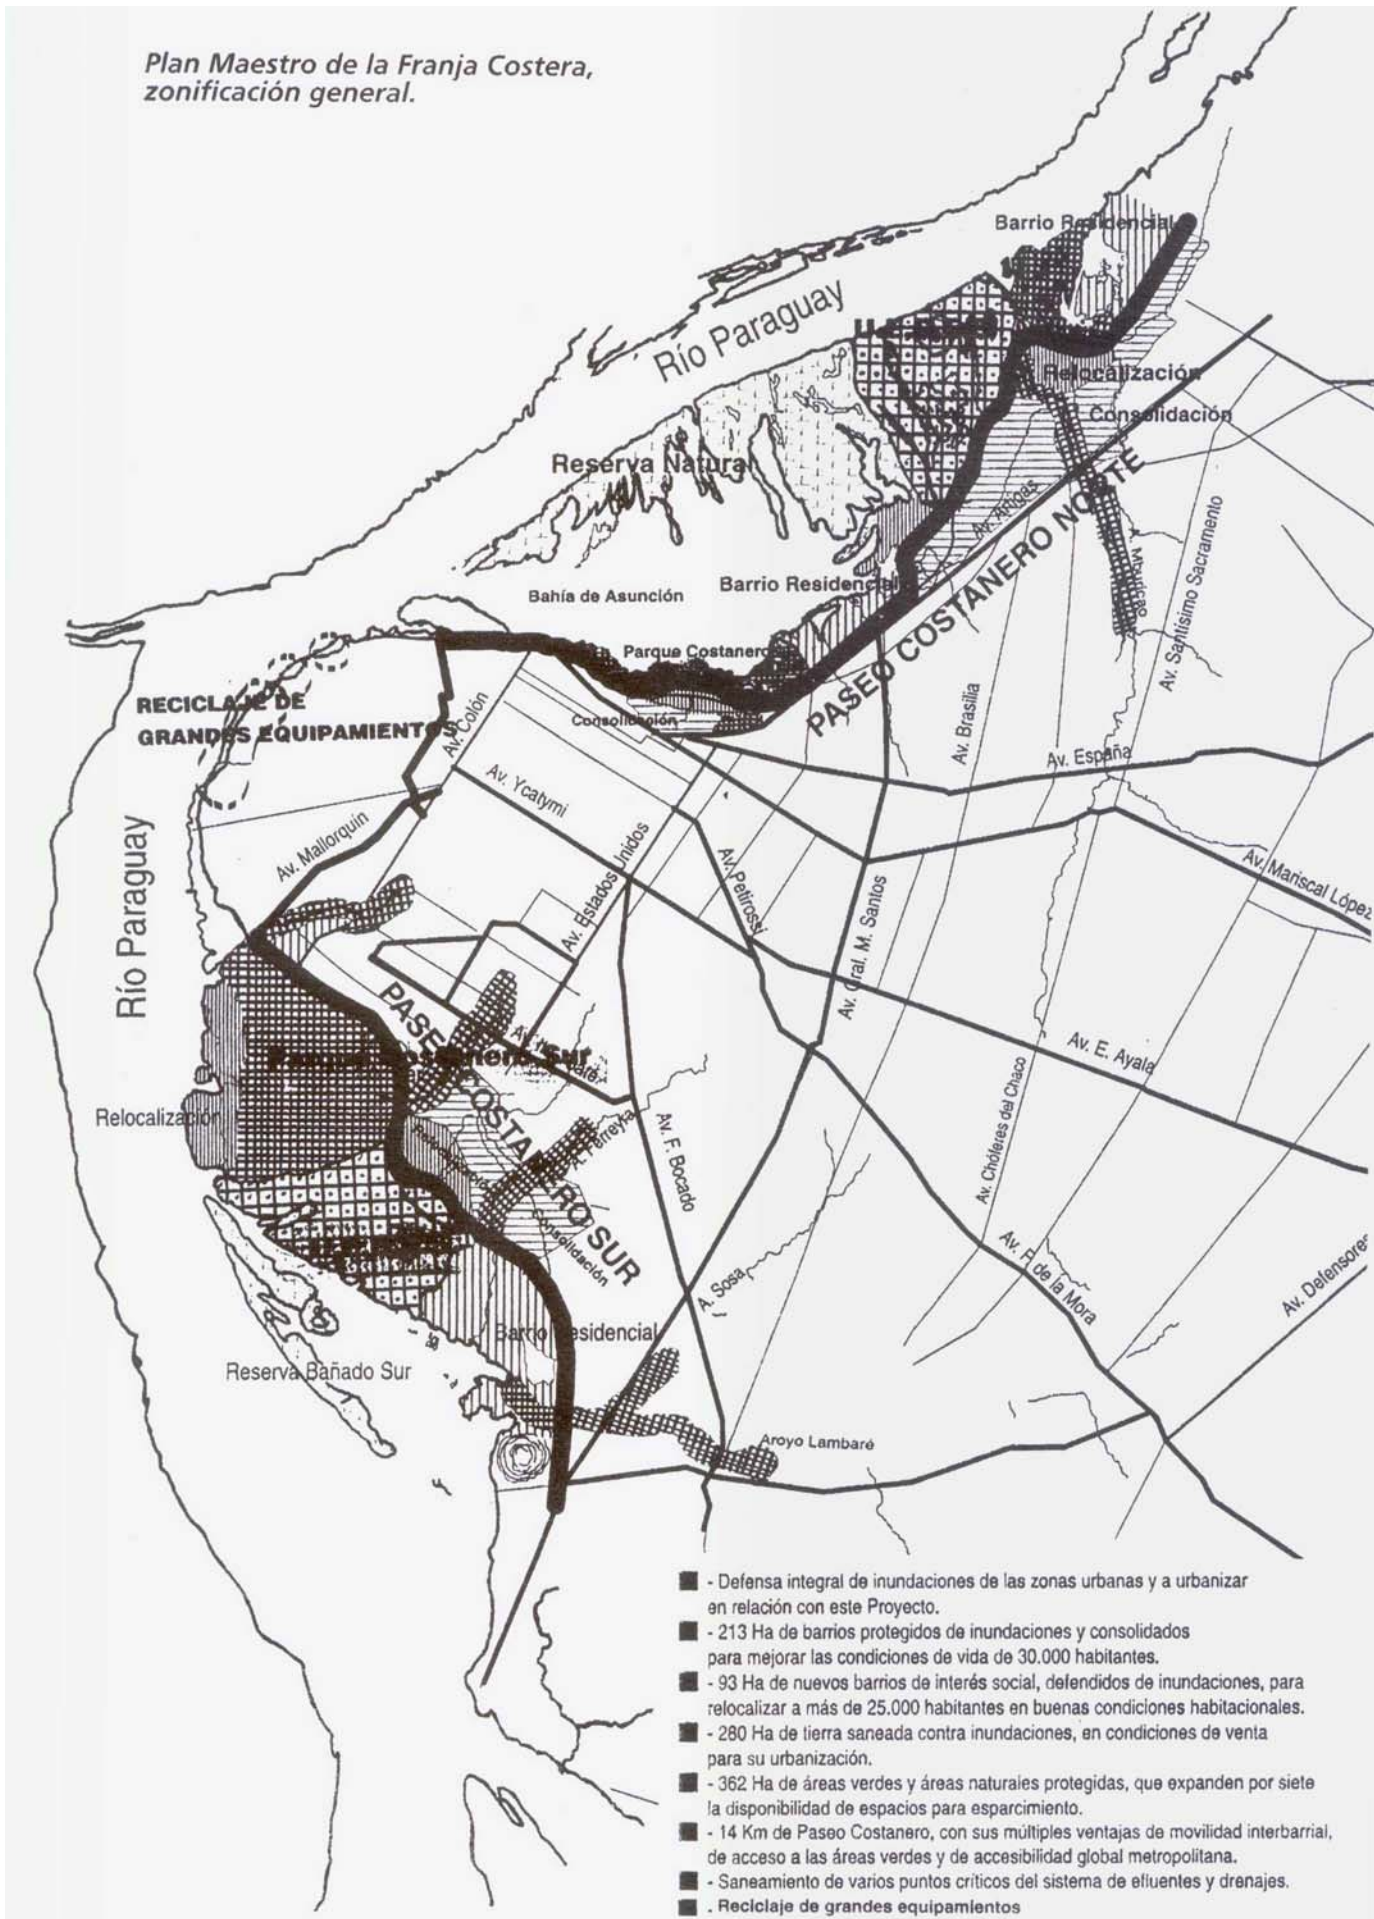 Plan Maestro de la Franja Costera,
zonificación general.
Barrio Residencial
Río Paraguay
Relocalización
Consolidación
Reserva Natural
Av. Artigas
PASEO COSTANERO NORTE
Av. Santísimo Sacramento
Bahía de Asunción
Barrio Residencial
Parque Costanero
RECICLAJE DE
GRANDES EQUIPAMIENTOS
Consolidación
Av. Colón
Av. Brasilia
Av. España
Av. Ycatymi
Río Paraguay
Av. Mallorquín
Av. Estados Unidos
Av. Petirossi
Av. Gral. M. Santos
Av. Mariscal López
PASEO COSTANERO SUR
Costanero Sur
Av. E. Ayala
Relocalización
Av. F. Bocado
Av. Chóferes del Chaco
Consolidación
A. Sosa
Av. F. de la Mora
Av. Defensores
Barrio Residencial
Reserva Bañado Sur
Aroyo Lambaré
- Defensa integral de inundaciones de las zonas urbanas y a urbanizar
en relación con este Proyecto.
- 213 Ha de barrios protegidos de inundaciones y consolidados
para mejorar las condiciones de vida de 30.000 habitantes.
- 93 Ha de nuevos barrios de interés social, defendidos de inundaciones, para
relocalizar a más de 25.000 habitantes en buenas condiciones habitacionales.
- 280 Ha de tierra saneada contra inundaciones, en condiciones de venta
para su urbanización.
- 362 Ha de áreas verdes y áreas naturales protegidas, que expanden por siete
la disponibilidad de espacios para esparcimiento.
- 14 Km de Paseo Costanero, con sus múltiples ventajas de movilidad interbarrial,
de acceso a las áreas verdes y de accesibilidad global metropolitana.
- Saneamiento de varios puntos críticos del sistema de efluentes y drenajes.
. Reciclaje de grandes equipamientos